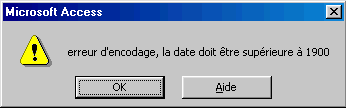 Microsoft Access
erreur d'encodage, la date doit être supérieure à 1900
OK
Aide